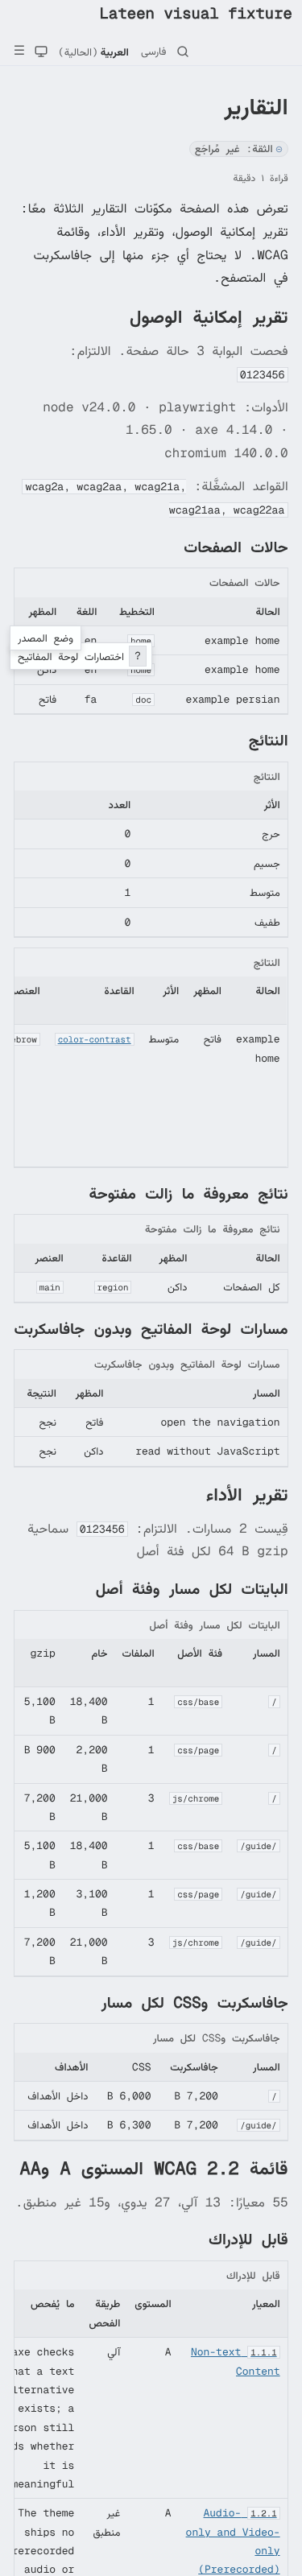 Lateen visual fixture
فارسی العربية (الحالية)
التقارير
الثقة: غير مُراجَع
قراءة ١ دقيقة
تعرض هذه الصفحة مكوّنات التقارير الثلاثة معًا:
تقرير إمكانية الوصول، وتقرير الأداء، وقائمة
WCAG. لا يحتاج أي جزء منها إلى جافاسكربت
في المتصفح.
تقرير إمكانية الوصول
فحصت البوابة 3 حالة صفحة. الالتزام:
0123456
الأدوات: node v24.0.0 · playwright
1.65.0 · axe 4.14.0 ·
chromium 140.0.0
القواعد المشغَّلة: wcag2a, wcag2aa, wcag21a,
wcag21aa, wcag22aa
حالات الصفحات
حالات الصفحات
الحالة التخطيط اللغة المظهر
example home home en
وضع المصدر
example home home en داكن
? اختصارات لوحة المفاتيح
example persian doc fa فاتح
النتائج
النتائج
الأثر العدد
حرج 0
جسيم 0
متوسط 1
طفيف 0
النتائج
الحالة المظهر الأثر القاعدة
example home فاتح متوسط color-contrast
نتائج معروفة ما زالت مفتوحة
نتائج معروفة ما زالت مفتوحة
الحالة المظهر القاعدة العنصر
كل الصفحات داكن region main
مسارات لوحة المفاتيح وبدون جافاسكربت
مسارات لوحة المفاتيح وبدون جافاسكربت
المسار المظهر النتيجة
open the navigation فاتح نجح
read without JavaScript داكن نجح
تقرير الأداء
قِيست 2 مسارات. الالتزام: 0123456 سماحية
64 B gzip لكل فئة أصل
البايتات لكل مسار وفئة أصل
البايتات لكل مسار وفئة أصل
المسار فئة الأصل الملفات خام gzip
/ css/base 1 18,400 B 5,100 B
/ css/page 1 2,200 B 900 B
/ js/chrome 3 21,000 B 7,200 B
/guide/ css/base 1 18,400 B 5,100 B
/guide/ css/page 1 3,100 B 1,200 B
/guide/ js/chrome 3 21,000 B 7,200 B
جافاسكربت وCSS لكل مسار
جافاسكربت وCSS لكل مسار
المسار جافاسكربت CSS الأهداف
/ 7,200 B 6,000 B داخل الأهداف
/guide/ 7,200 B 6,300 B داخل الأهداف
قائمة WCAG 2.2 المستوى A وAA
55 معيارًا: 13 آلي، 27 يدوي، و15 غير منطبق.
قابل للإدراك
قابل للإدراك
المعيار المستوى طريقة الفحص ما يُفحص
1.1.1 Non-text Content A آلي axe checks
a text
exists; a
still
whether
it is
meaningful
1.2.1 Audio-only and Video-only (Prerecorded) A غير منطبق The theme
ships no
audio or